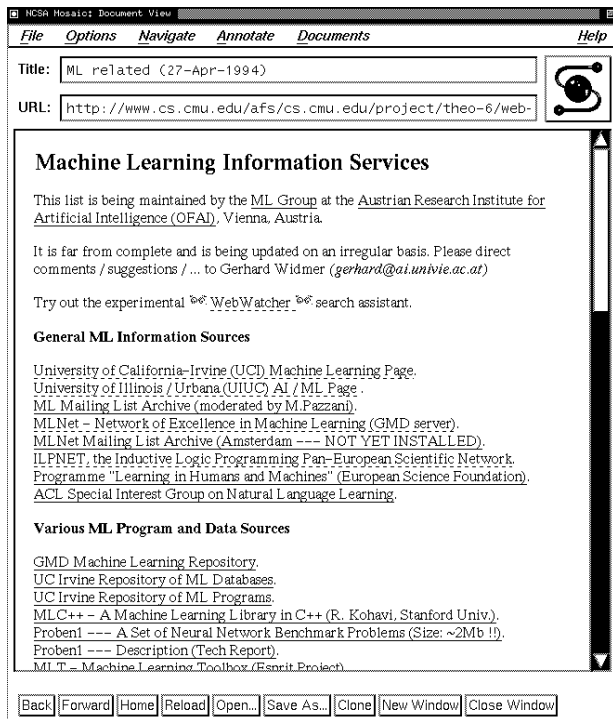 NCSA Mosaic: Document View
File Options Navigate Annotate Documents Help
Title: ML related (27-Apr-1994)
URL: http://www.cs.cmu.edu/afs/cs.cmu.edu/project/theo-6/web-
Machine Learning Information Services
This list is being maintained by the ML Group at the Austrian Research Institute for
Artificial Intelligence (OFAI), Vienna, Austria.
It is far from complete and is being updated on an irregular basis. Please direct
comments / suggestions / ... to Gerhard Widmer (gerhard@ai.univie.ac.at)
Try out the experimental WebWatcher search assistant.
General ML Information Sources
University of California-Irvine (UCI) Machine Learning Page.
University of Illinois / Urbana (UIUC) AI / ML Page .
ML Mailing List Archive (moderated by M.Pazzani).
MLNet - Network of Excellence in Machine Learning (GMD server).
MLNet Mailing List Archive (Amsterdam --- NOT YET INSTALLED).
ILPNET, the Inductive Logic Programming Pan-European Scientific Network.
Programme "Learning in Humans and Machines" (European Science Foundation).
ACL Special Interest Group on Natural Language Learning.
Various ML Program and Data Sources
GMD Machine Learning Repository.
UC Irvine Repository of ML Databases.
UC Irvine Repository of ML Programs.
MLC++ - A Machine Learning Library in C++ (R. Kohavi, Stanford Univ.).
Proben1 --- A Set of Neural Network Benchmark Problems (Size: ~2Mb !!).
Proben1 --- Description (Tech Report).
MLT - Machine Learning Toolbox (Esprit Project).
Back Forward Home Reload Open... Save As... Clone New Window Close Window